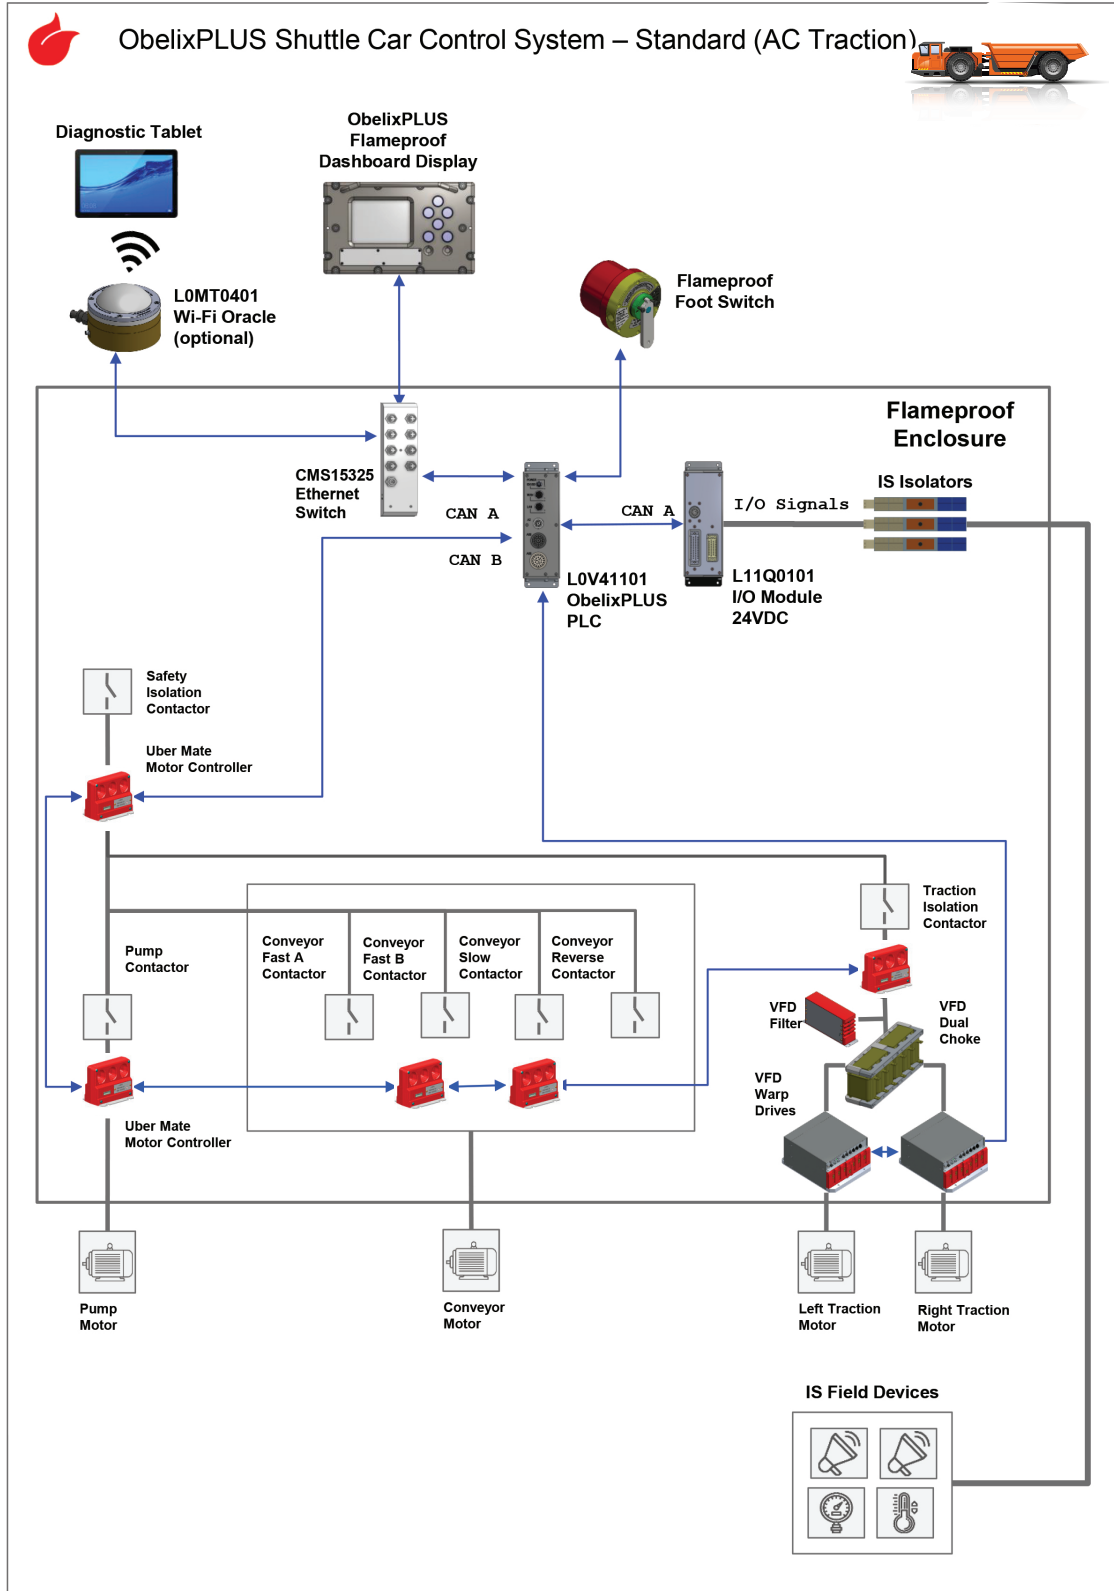 ObelixPLUS Shuttle Car Control System – Standard (AC Traction)
Diagnostic Tablet
ObelixPLUS
Flameproof
Dashboard Display
L0MT0401
Wi-Fi Oracle
(optional)
Flameproof
Foot Switch
Flameproof
Enclosure
CMS15325
Ethernet
Switch
IS Isolators
CAN A
CAN B
CAN A
I/O Signals
L0V41101
ObelixPLUS
PLC
L11Q0101
I/O Module
24VDC
Safety
Isolation
Contactor
Uber Mate
Motor Controller
Traction
Isolation
Contactor
Pump
Contactor
Conveyor
Fast A
Contactor
Conveyor
Fast B
Contactor
Conveyor
Slow
Contactor
Conveyor
Reverse
Contactor
VFD
Filter
VFD
Dual
Choke
VFD
Warp
Drives
Uber Mate
Motor Controller
Pump
Motor
Conveyor
Motor
Left Traction
Motor
Right Traction
Motor
IS Field Devices